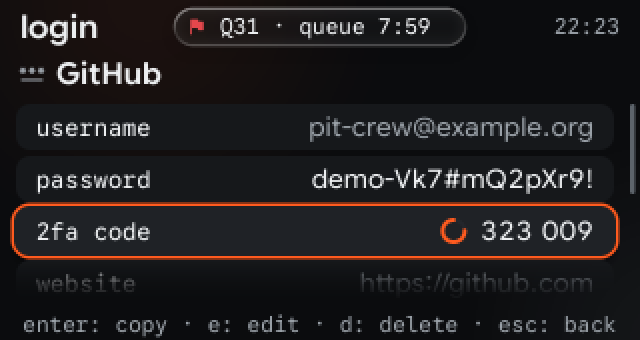 login
Q31 · queue 7:59
22:23
GitHub
username pit-crew@example.org
password demo-Vk7#mQ2pXr9!
2fa code 323 009
website https://github.com
enter: copy · e: edit · d: delete · esc: back